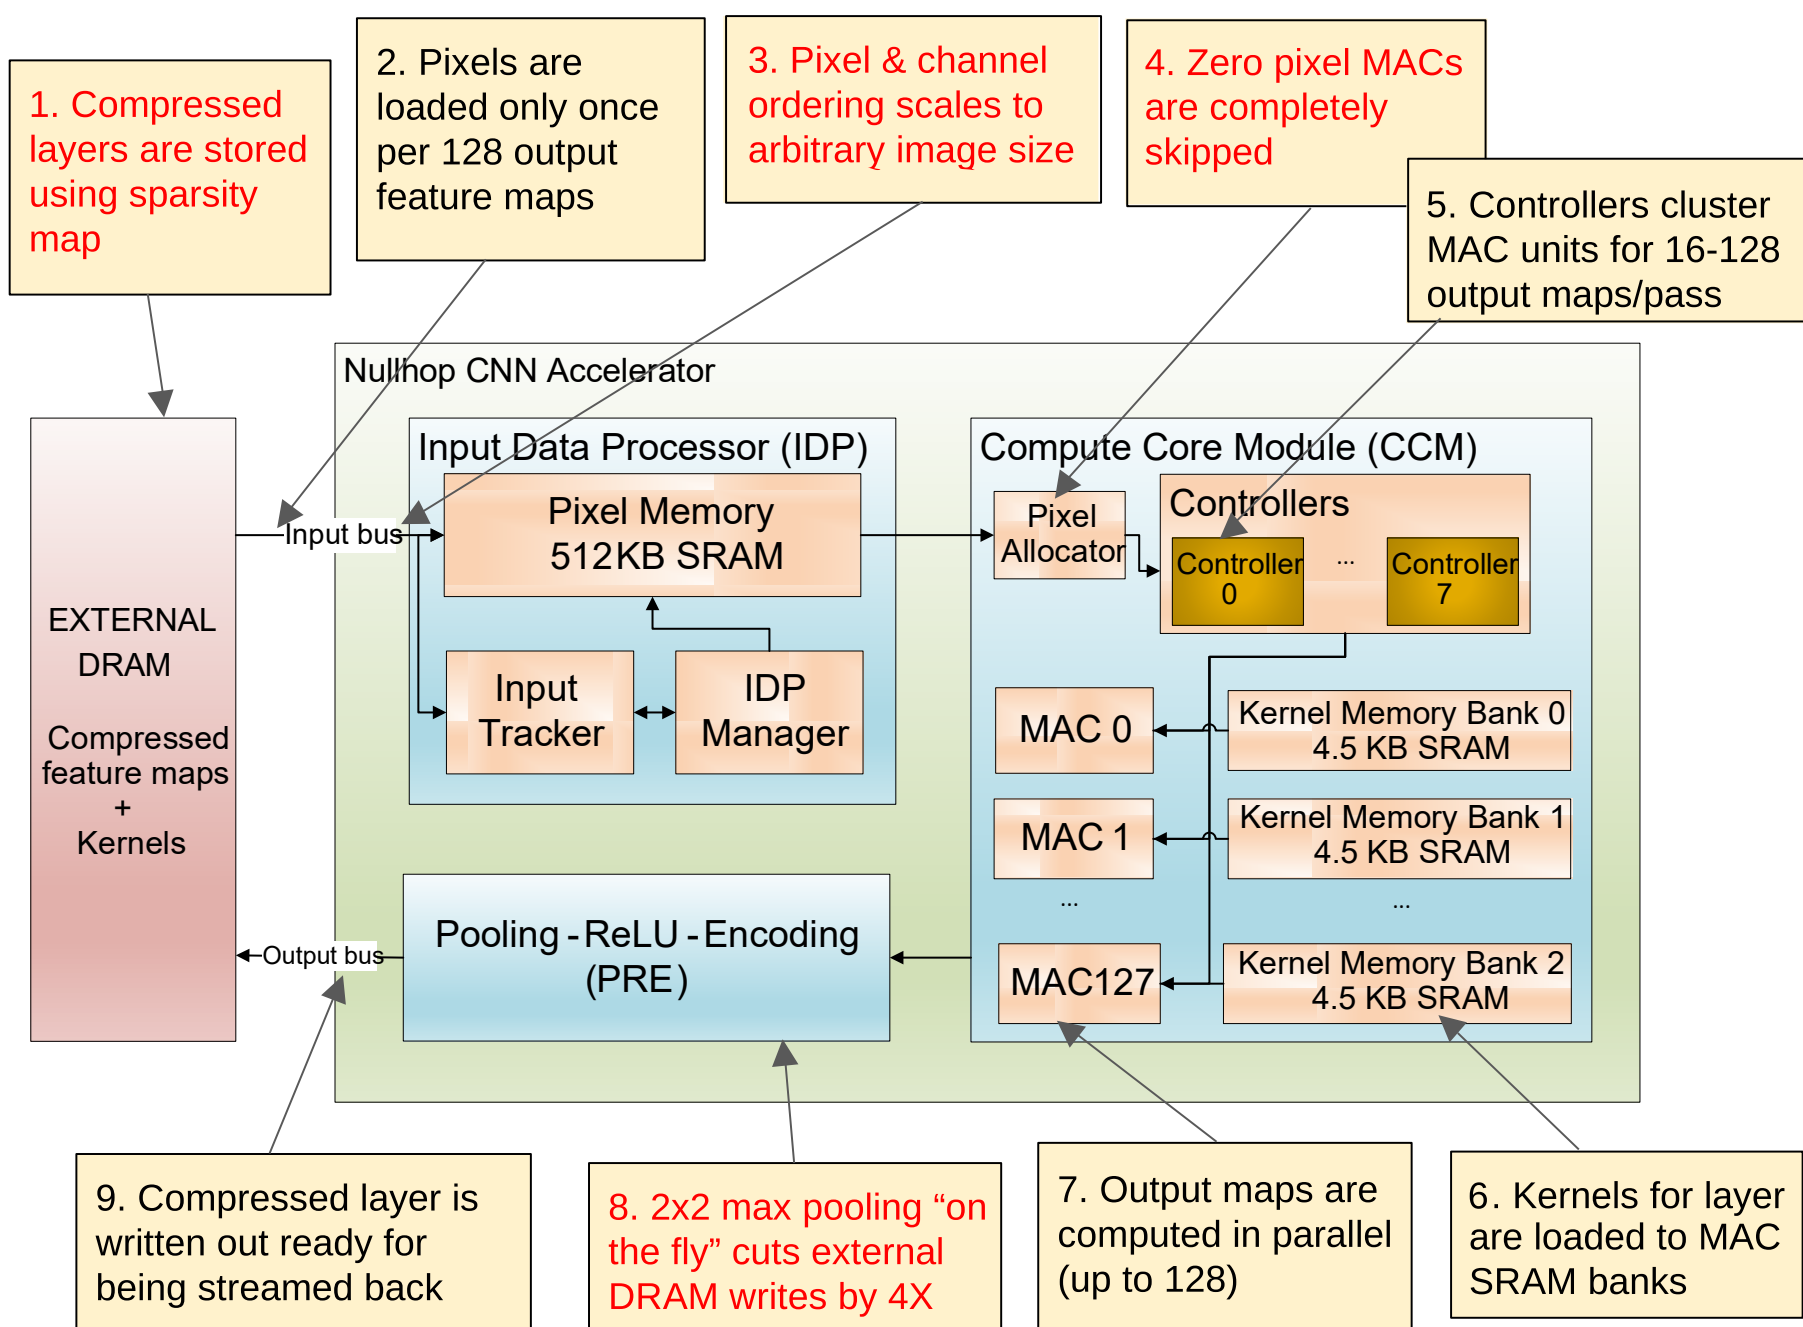 1. Compressed
layers are stored
using sparsity
map
2. Pixels are
loaded only once
per 128 output
feature maps
3. Pixel & channel
ordering scales to
arbitrary image size
4. Zero pixel MACs
are completely
skipped
5. Controllers cluster
MAC units for 16-128
output maps/pass
Nullhop CNN Accelerator
EXTERNAL
DRAM
Compressed
feature maps
+
Kernels
Input bus
Input Data Processor (IDP)
Pixel Memory
512KB SRAM
Input
Tracker
IDP
Manager
Compute Core Module (CCM)
Pixel
Allocator
Controllers
Controller
0
...
Controller
7
MAC 0
Kernel Memory Bank 0
4.5 KB SRAM
MAC 1
Kernel Memory Bank 1
4.5 KB SRAM
...
...
MAC127
Kernel Memory Bank 2
4.5 KB SRAM
Pooling - ReLU - Encoding
(PRE)
Output bus
9. Compressed layer is
written out ready for
being streamed back
8. 2x2 max pooling “on
the fly” cuts external
DRAM writes by 4X
7. Output maps are
computed in parallel
(up to 128)
6. Kernels for layer
are loaded to MAC
SRAM banks